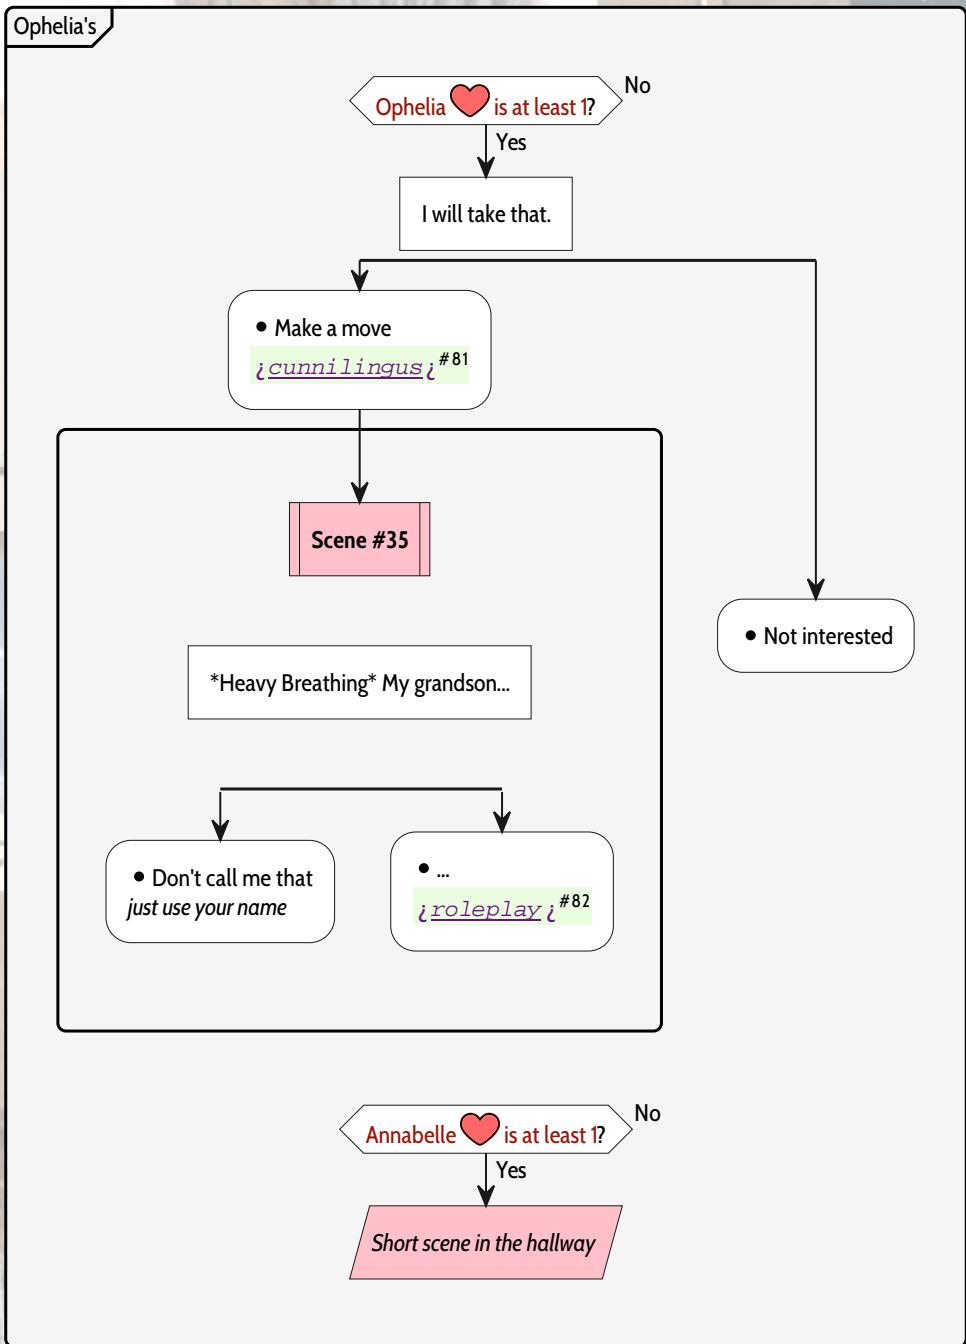 Ophelia's
Ophelia is at least 1?
No
Yes
I will take that.
• Make a move
¿cunnilingus¿#81
Scene #35
• Not interested
*Heavy Breathing* My grandson...
• Don't call me that
just use your name
• ...
¿roleplay¿#82
Annabelle is at least 1?
No
Yes
Short scene in the hallway